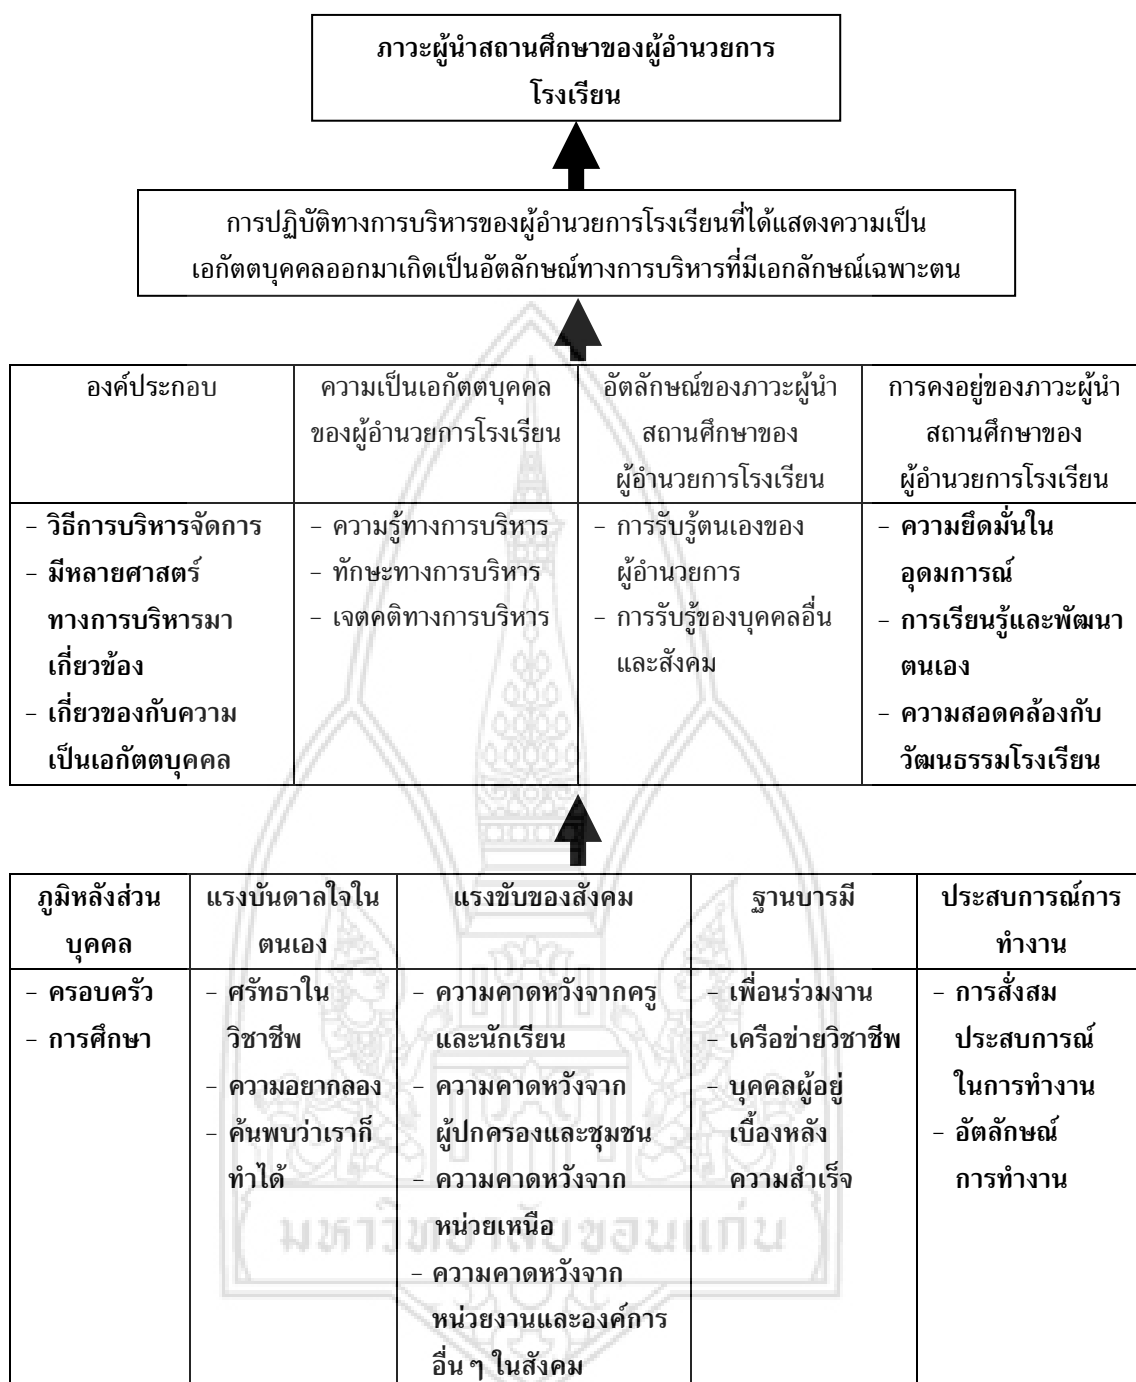 ภาวะผู้นำสถานศึกษาของผู้อำนวยการ
โรงเรียน
การปฏิบัติทางการบริหารของผู้อำนวยการโรงเรียนที่ได้แสดงความเป็น
เอกัตตบุคคลออกมาเกิดเป็นอัตลักษณ์ทางการบริหารที่มีเอกลักษณ์เฉพาะตน
องค์ประกอบ
- วิธีการบริหารจัดการ
- มีหลายศาสตร์
ทางการบริหารมา
เกี่ยวข้อง
- เกี่ยวของกับความ
เป็นเอกัตตบุคคล
ความเป็นเอกัตตบุคคล
ของผู้อำนวยการโรงเรียน
- ความรู้ทางการบริหาร
- ทักษะทางการบริหาร
- เจตคติทางการบริหาร
อัตลักษณ์ของภาวะผู้นำ
สถานศึกษาของ
ผู้อำนวยการโรงเรียน
- การรับรู้ตนเองของ
ผู้อำนวยการ
- การรับรู้ของบุคคลอื่น
และสังคม
การคงอยู่ของภาวะผู้นำ
สถานศึกษาของ
ผู้อำนวยการโรงเรียน
- ความยึดมั่นใน
อุดมการณ์
- การเรียนรู้และพัฒนา
ตนเอง
- ความสอดคล้องกับ
วัฒนธรรมโรงเรียน
ภูมิหลังส่วน
บุคคล
- ครอบครัว
- การศึกษา
แรงบันดาลใจใน
ตนเอง
- ศรัทธาใน
วิชาชีพ
- ความอยากลอง
- ค้นพบว่าเราก็
ทำได้
แรงขับของสังคม
- ความคาดหวังจากครู
และนักเรียน
- ความคาดหวังจาก
ผู้ปกครองและชุมชน
- ความคาดหวังจาก
หน่วยเหนือ
- ความคาดหวังจาก
หน่วยงานและองค์การ
อื่น ๆ ในสังคม
ฐานบารมี
- เพื่อนร่วมงาน
- เครือข่ายวิชาชีพ
- บุคคลผู้อยู่
เบื้องหลัง
ความสำเร็จ
ประสบการณ์การ
ทำงาน
- การสั่งสม
ประสบการณ์
ในการทำงาน
- อัตลักษณ์
การทำงาน
มหาวิทยาลัยขอนแก่น